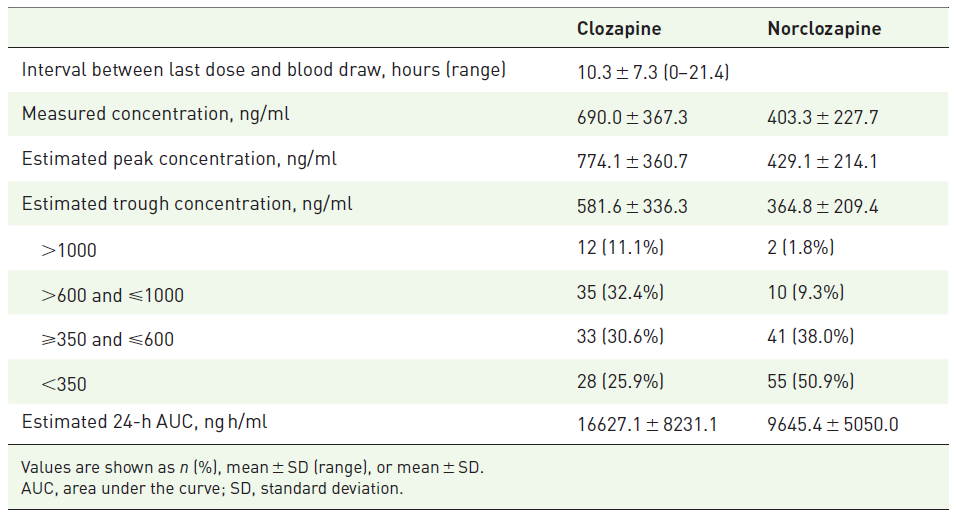 Clozapine Norclozapine
Interval between last dose and blood draw, hours (range) 10.3 ± 7.3 (0–21.4)
Measured concentration, ng/ml 690.0 ± 367.3 403.3 ± 227.7
Estimated peak concentration, ng/ml 774.1 ± 360.7 429.1 ± 214.1
Estimated trough concentration, ng/ml 581.6 ± 336.3 364.8 ± 209.4
>1000 12 (11.1%) 2 (1.8%)
>600 and ⩽1000 35 (32.4%) 10 (9.3%)
⩾350 and ⩽600 33 (30.6%) 41 (38.0%)
<350 28 (25.9%) 55 (50.9%)
Estimated 24-h AUC, ng h/ml 16627.1 ± 8231.1 9645.4 ± 5050.0
Values are shown as n (%), mean ± SD (range), or mean ± SD.
AUC, area under the curve; SD, standard deviation.